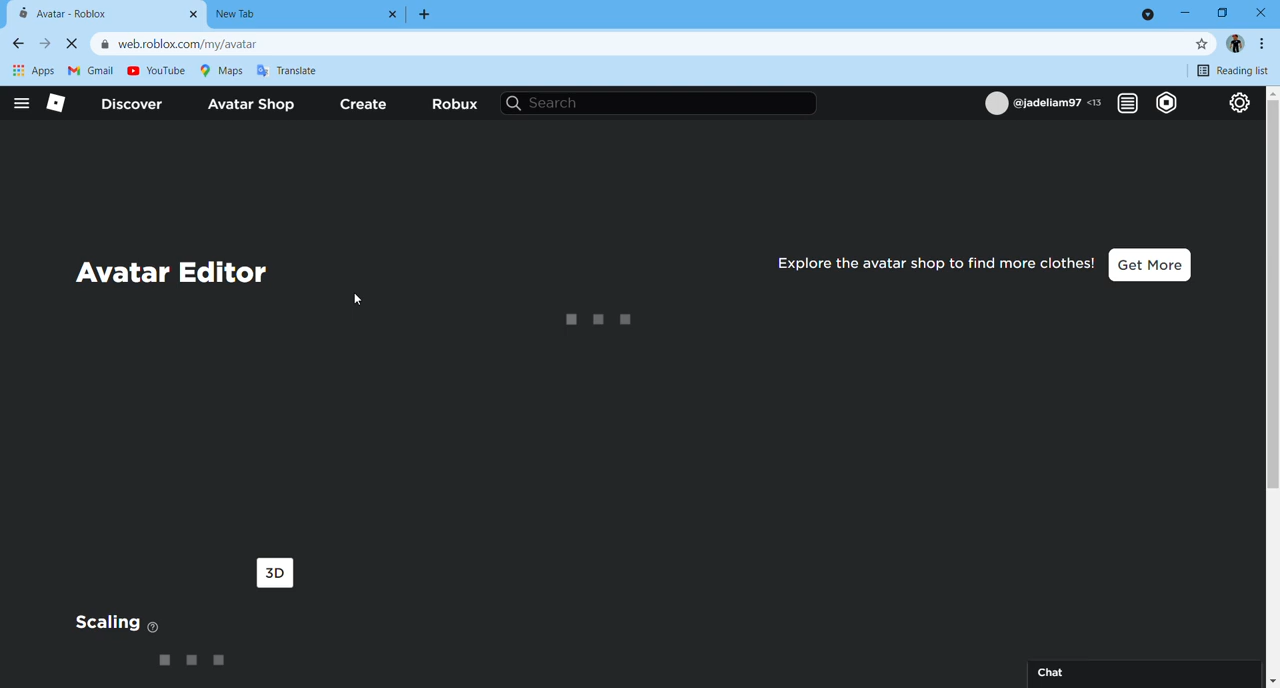 Avatar - Roblox
New Tab
web.roblox.com/my/avatar
Apps Gmail YouTube Maps Translate Reading list
Discover Avatar Shop Create Robux Search @jadeliam97 <13
Avatar Editor
Explore the avatar shop to find more clothes! Get More
3D
Scaling ?
Chat